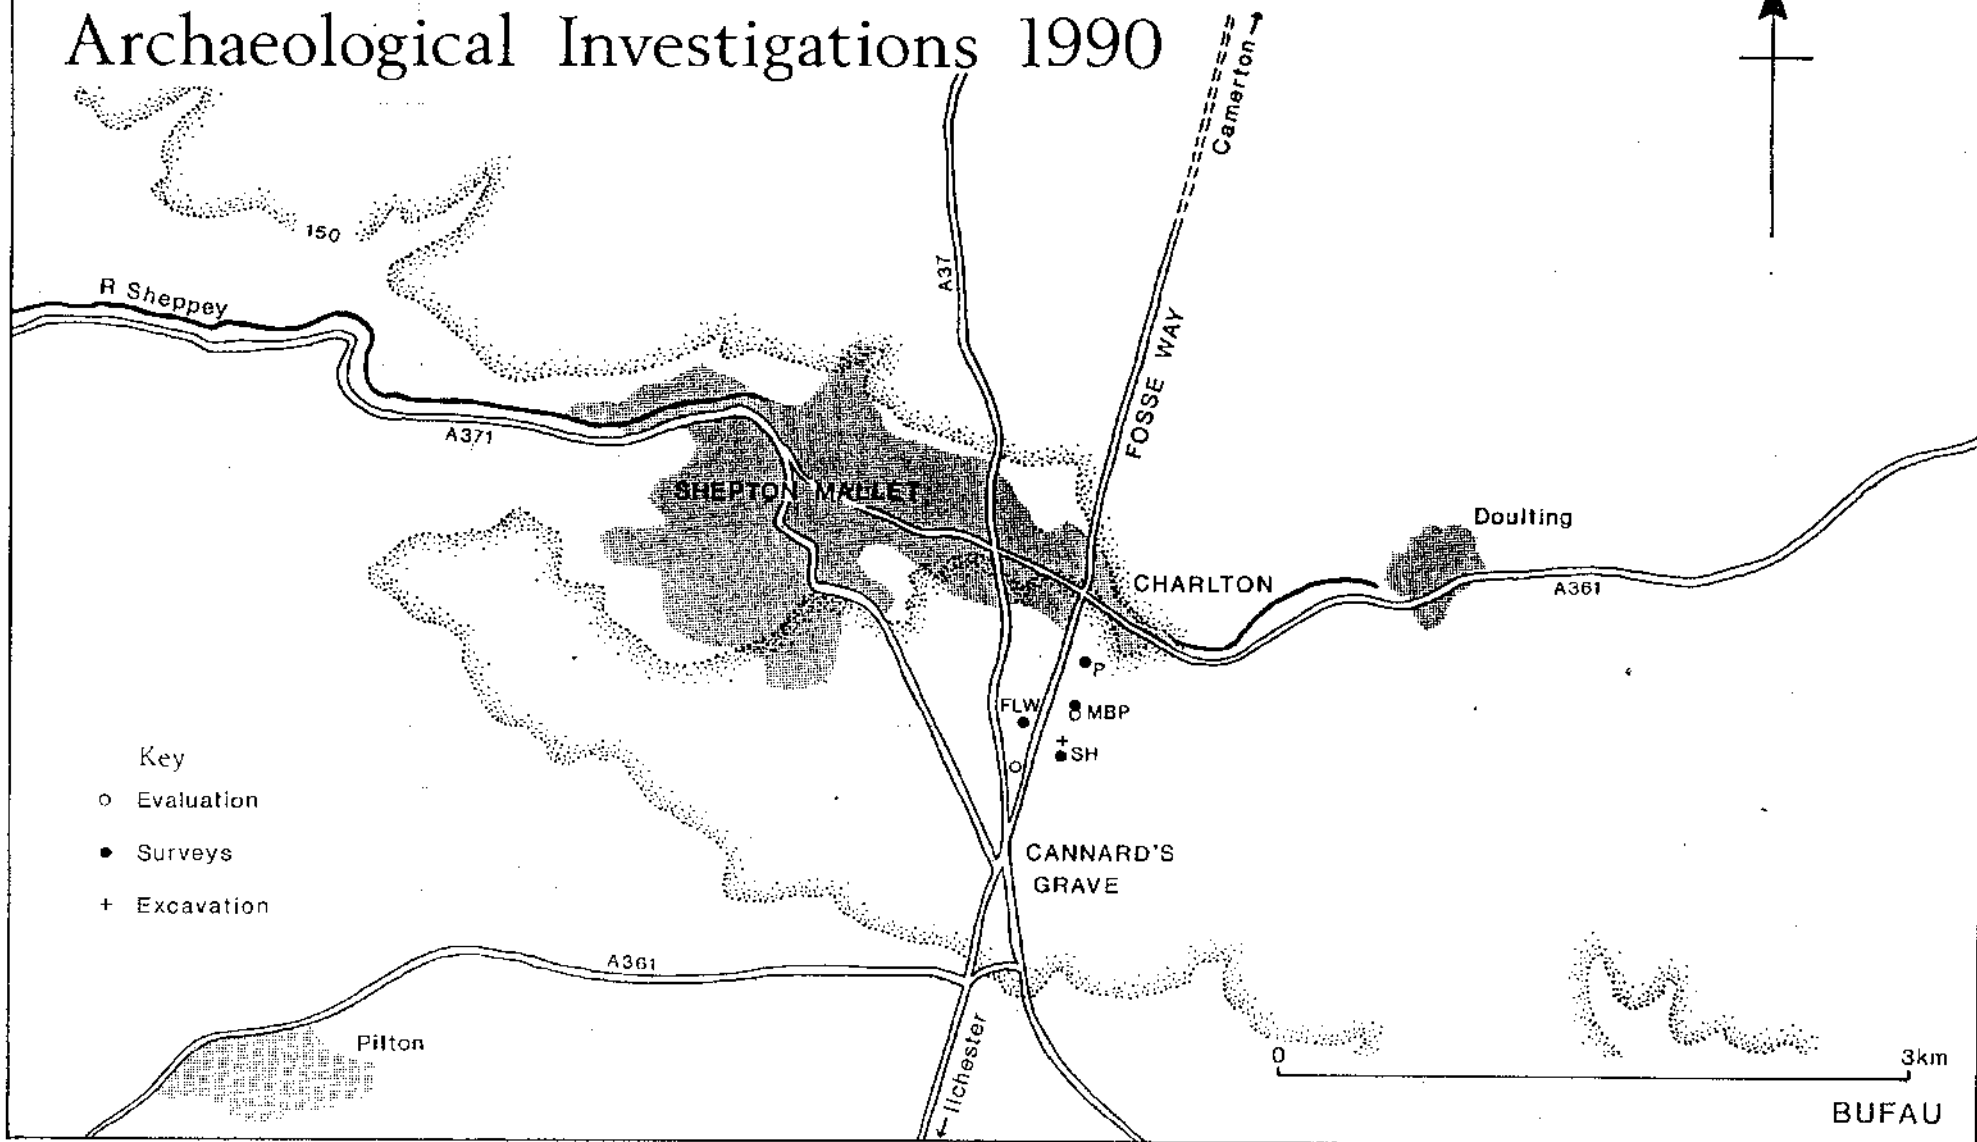 Archaeological Investigations 1990
Camerton
150
A37
R Sheppey
FOSSE WAY
A371
SHEPTON MALLET
Doulting
CHARLTON
A361
P
FLW
MBP
SH
Key
Evaluation
Surveys
Excavation
CANNARD'S
GRAVE
A361
Pilton
Ilchester
0 3km
BUFAU